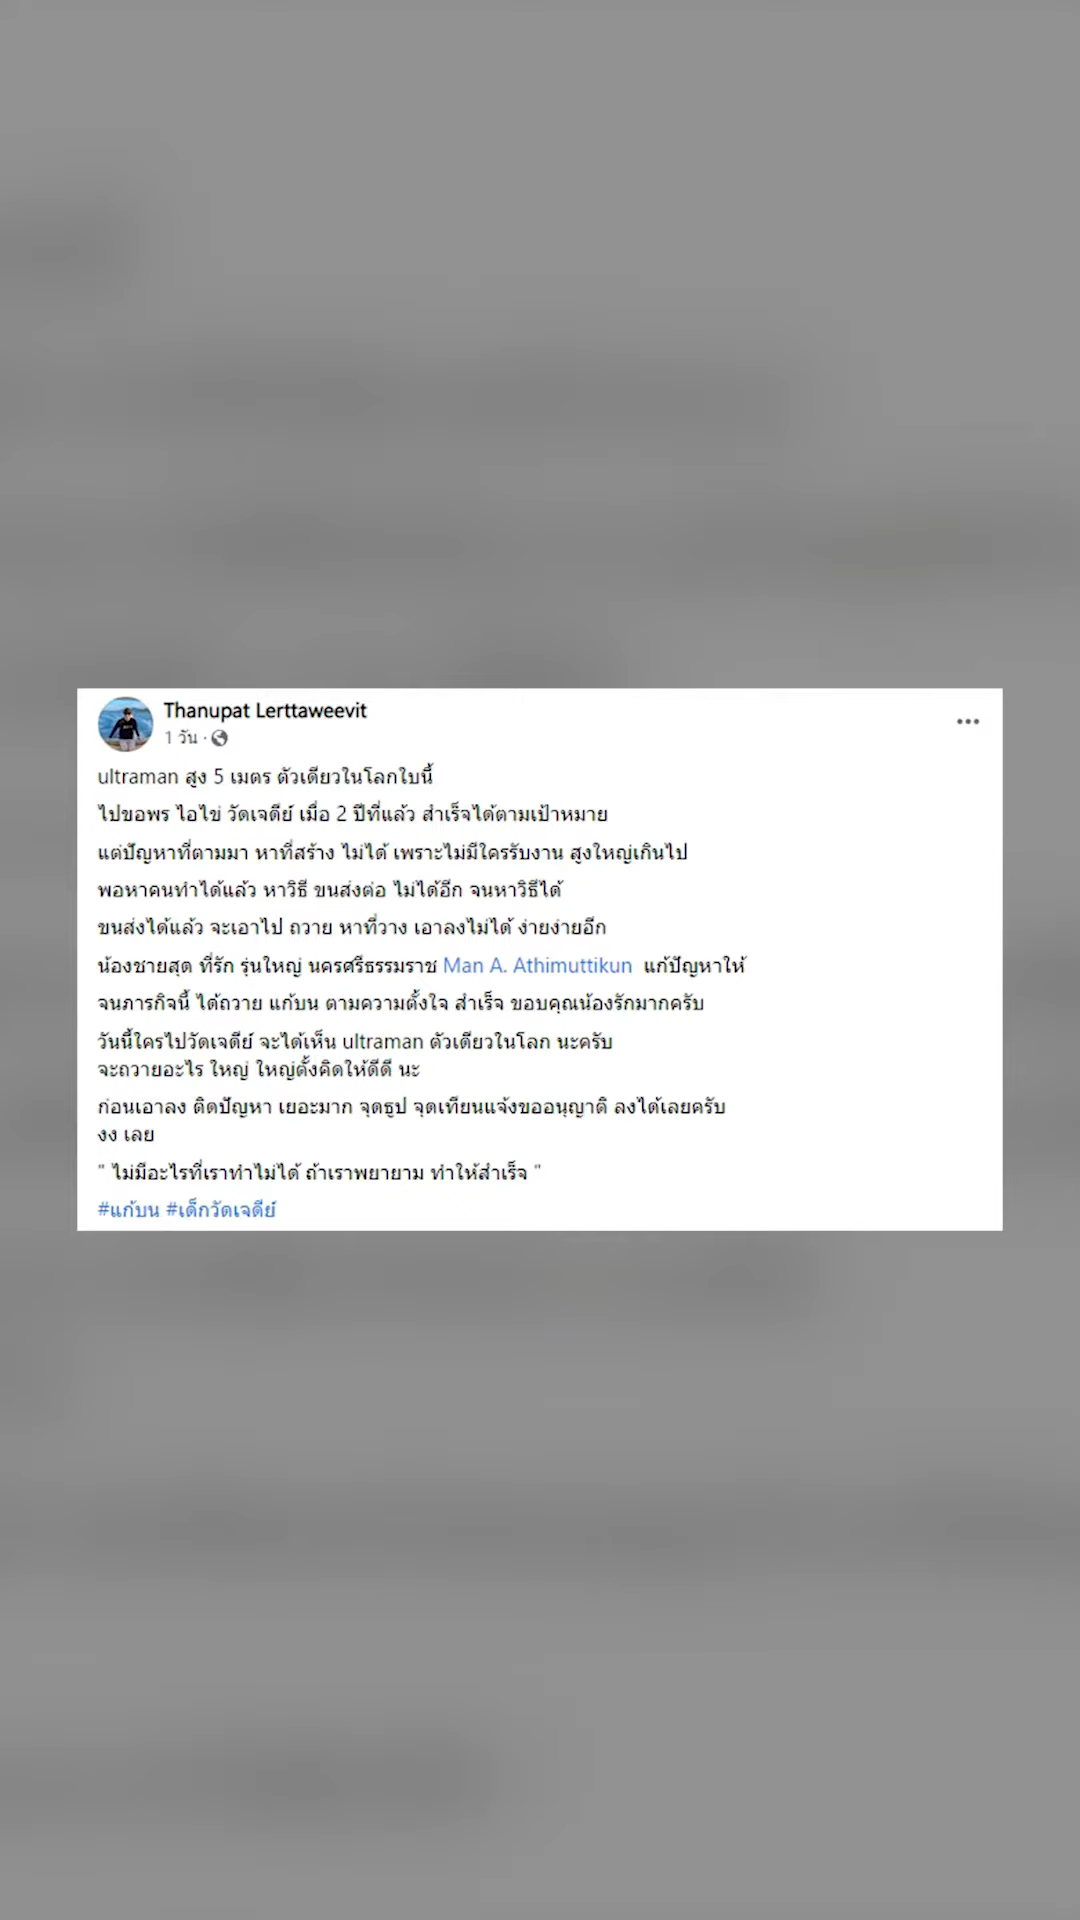 Thanupat Lerttaweevit
1 วัน ·
ultraman สูง 5 เมตร ตัวเดียวในโลกใบนี้
ไปขอพร ไอไข่ วัดเจดีย์ เมื่อ 2 ปีที่แล้ว สำเร็จได้ตามเป้าหมาย
แต่ปัญหาที่ตามมา หาที่สร้าง ไม่ได้ เพราะไม่มีใครรับงาน สูงใหญ่เกินไป
พอหาคนทำได้แล้ว หาวิธี ขนส่งต่อ ไม่ได้อีก จนหาวิธีได้
ขนส่งได้แล้ว จะเอาไป ถวาย หาที่วาง เอาลงไม่ได้ ง่ายง่ายอีก
น้องชายสุด ที่รัก รุ่นใหญ่ นครศรีธรรมราช Man A. Athimuttikun แก้ปัญหาให้
จนภารกิจนี้ ได้ถวาย แก้บน ตามความตั้งใจ สำเร็จ ขอบคุณน้องรักมากครับ
วันนี้ใครไปวัดเจดีย์ จะได้เห็น ultraman ตัวเดียวในโลก นะครับ
จะถวายอะไร ใหญ่ ใหญ่ตั้งคิดให้ดีดี นะ
ก่อนเอาลง ติดปัญหา เยอะมาก จุดธูป จุดเทียนแจ้งขออนุญาติ ลงได้เลยครับ
งง เลย
" ไม่มีอะไรที่เราทำไม่ได้ ถ้าเราพยายาม ทำให้สำเร็จ "
#แก้บน #เด็กวัดเจดีย์